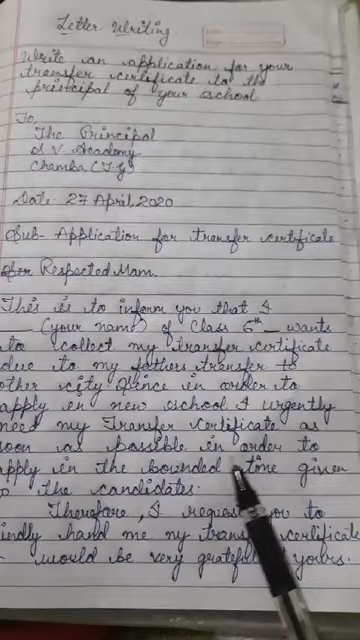 Letter Writing
Write an application for your
transfer certificate to the
principal of your school
To,
The Principal
S. V. Academy
Chamba (T.G)
Date: 27 April, 2020
Sub- Application for transfer certificate
Respected Mam.
This is to inform you that I
(your name) of Class 6th wants
to collect my transfer certificate
due to my fathers transfer to
other city Since in order to
apply in new school I urgently
need my Transfer certificate as
soon as possible in order to
apply in the bounded time given
to the candidates.
Therefore, I request you to
kindly hand me my transfer certificate
I would be very grateful yours.